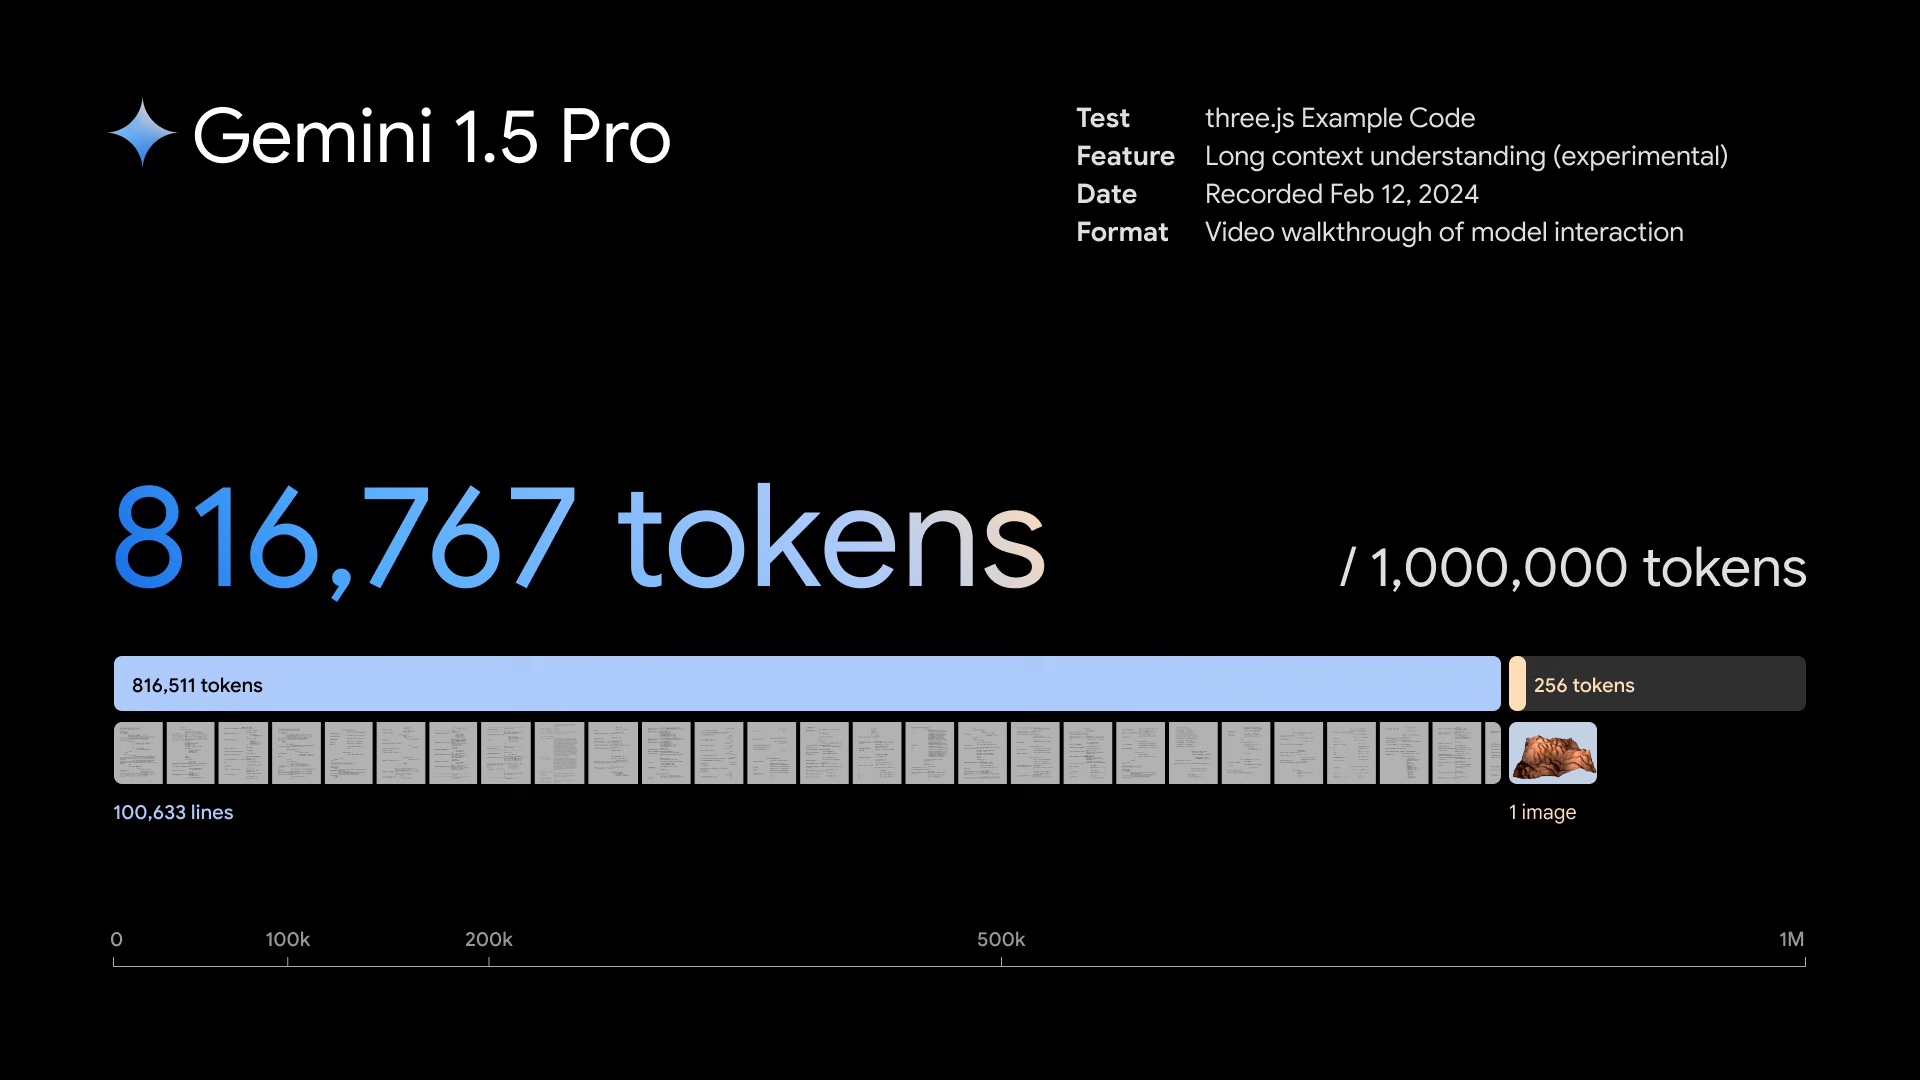 Gemini 1.5 Pro
Test three.js Example Code
Feature Long context understanding (experimental)
Date Recorded Feb 12, 2024
Format Video walkthrough of model interaction
816,767 tokens
/ 1,000,000 tokens
816,511 tokens
256 tokens
100,633 lines
1 image
0 100k 200k 500k 1M